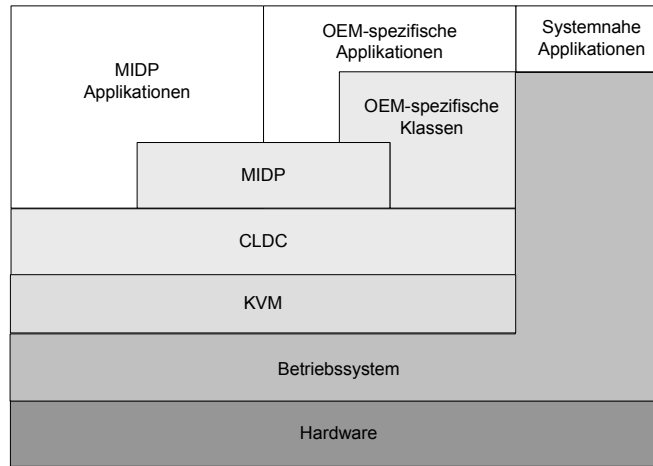 MIDP
Applikationen
OEM-spezifische
Applikationen
Systemnahe
Applikationen
OEM-spezifische
Klassen
MIDP
CLDC
KVM
Betriebssystem
Hardware